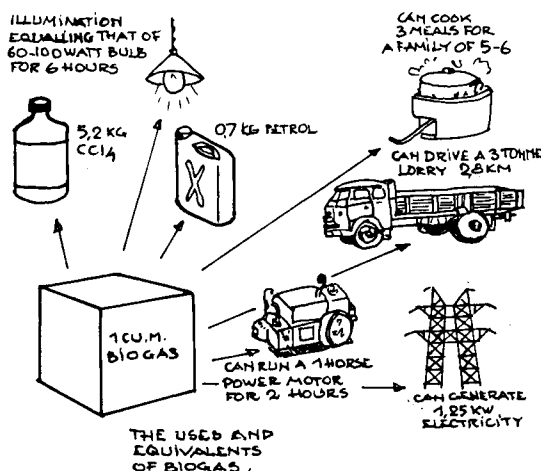 ILLUMINATION
EQUALLING THAT OF
60-100 WATT BULB
FOR 6 HOURS
CAN COOK
3 MEALS FOR
A FAMILY OF 5-6
5,2 KG
CCl4
0,7 KG PETROL
CAN DRIVE A 3 TONNE
LORRY 2,8 KM
1 CU.M.
BIOGAS
CAN RUN A 1 HORSE
POWER MOTOR
FOR 2 HOURS
CAN GENERATE
1,25 KW
ELECTRICITY
THE USES AND
EQUIVALENTS
OF BIOGAS.